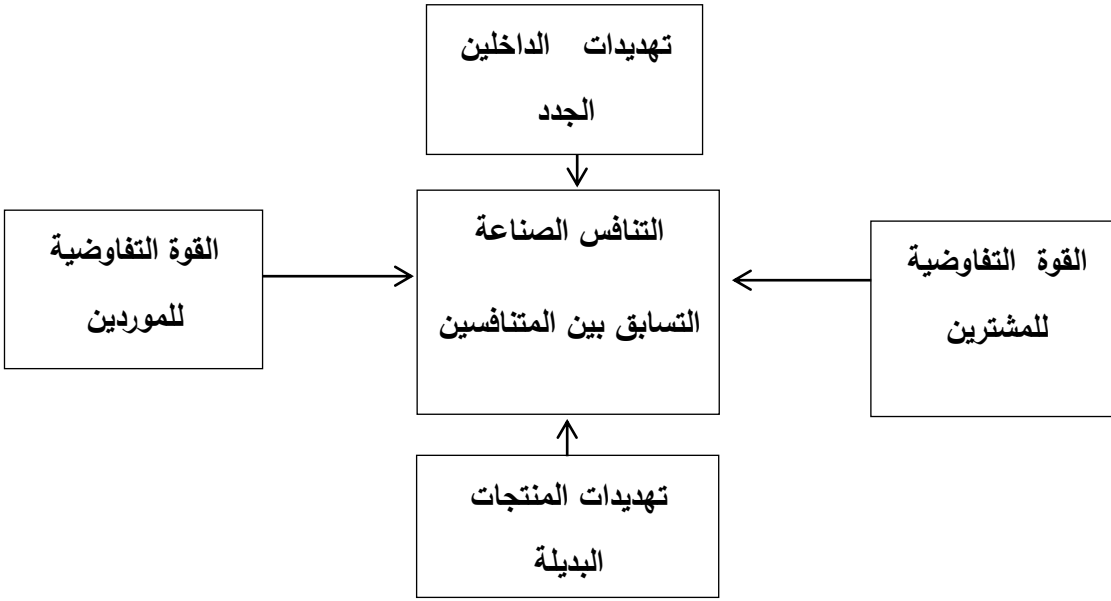 تهديدات الداخلين
الجدد
التنافس الصناعة
التسابق بين المتنافسين
القوة التفاوضية
للمشترين
القوة التفاوضية
للموردين
تهديدات المنتجات
البديلة